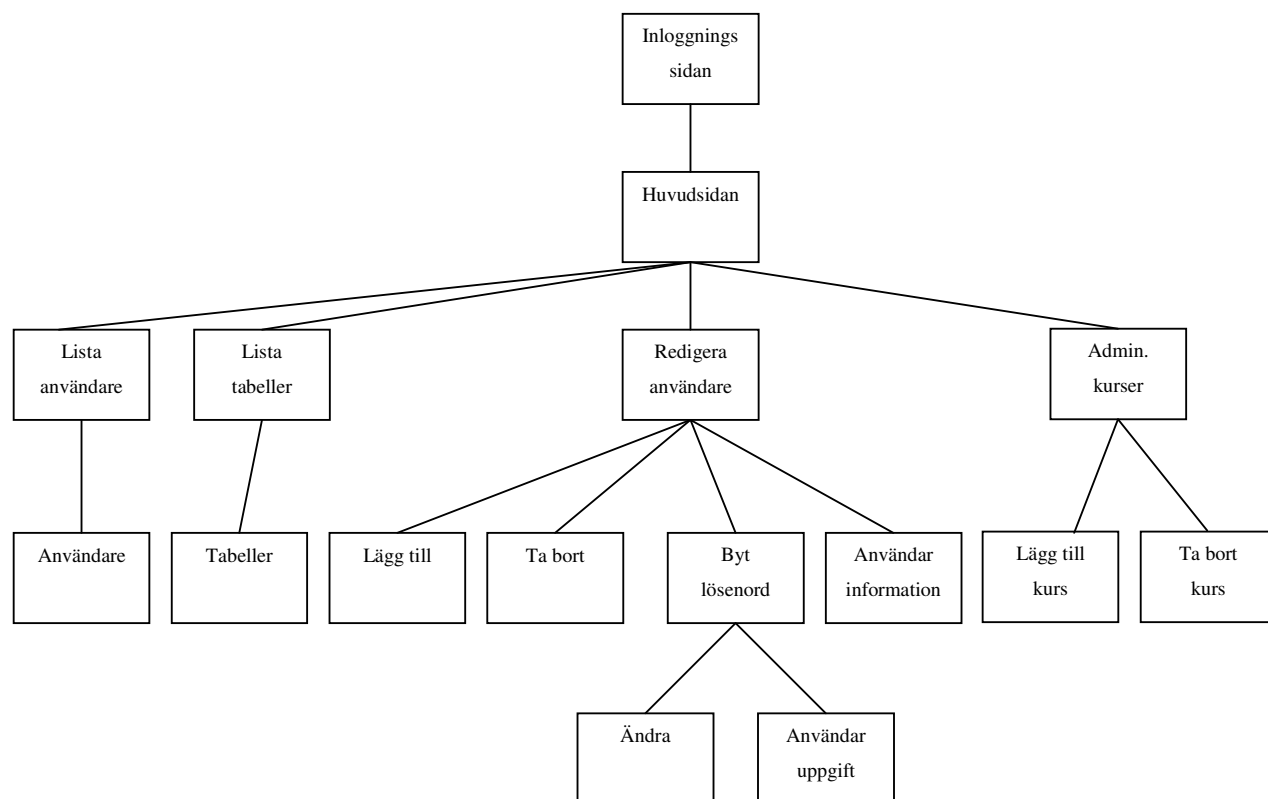 Inloggnings
sidan
Huvudsidan
Lista
användare
Lista
tabeller
Redigera
användare
Admin.
kurser
Användare
Tabeller
Lägg till
Ta bort
Byt
lösenord
Användar
information
Lägg till
kurs
Ta bort
kurs
Ändra
Användar
uppgift